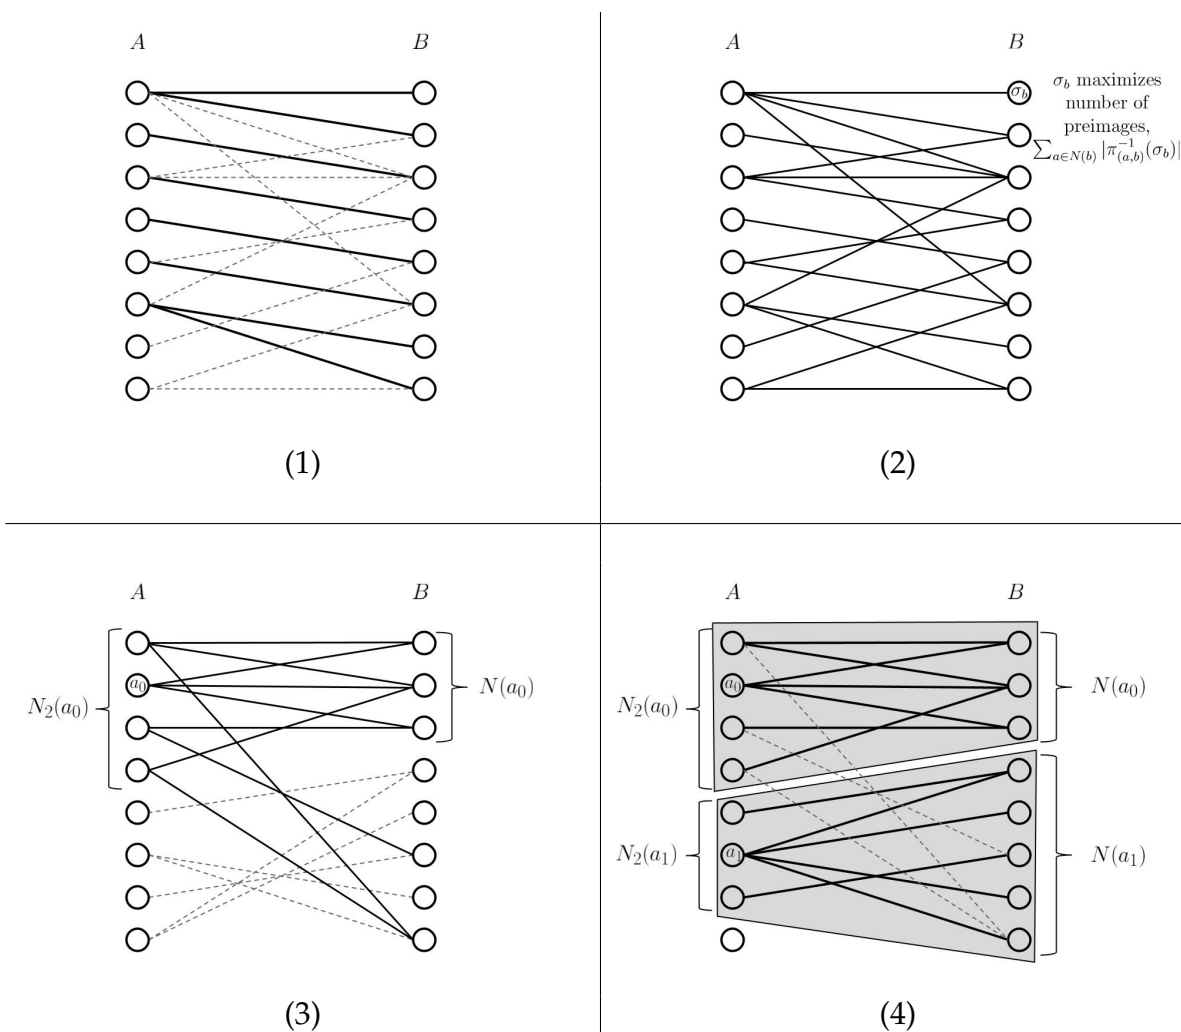 A B
A B
σ_b
σ_b maximizes
number of
preimages,
∑_{a∈N(b)} |π^{-1}_{(a,b)}(σ_b)|
(1)
(2)
A B
A B
N_2(a_0)
a_0
N(a_0)
N_2(a_0)
a_0
N(a_0)
N_2(a_1)
a_1
N(a_1)
(3)
(4)